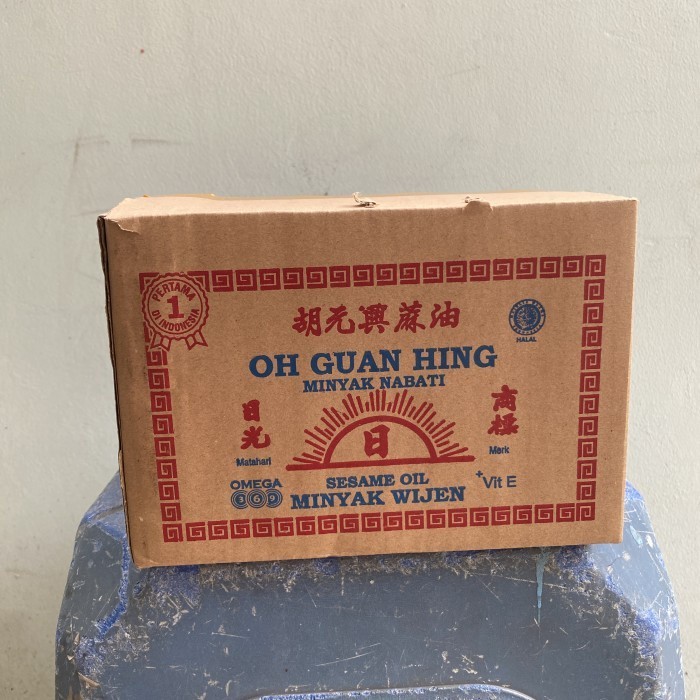 PERTAMA
1
DI INDONESIA
胡元興蔴油
HALAL
OH GUAN HING
MINYAK NABATI
日光
商標
Matahari
Merk
日
OMEGA
369
SESAME OIL
MINYAK WIJEN
+Vit E